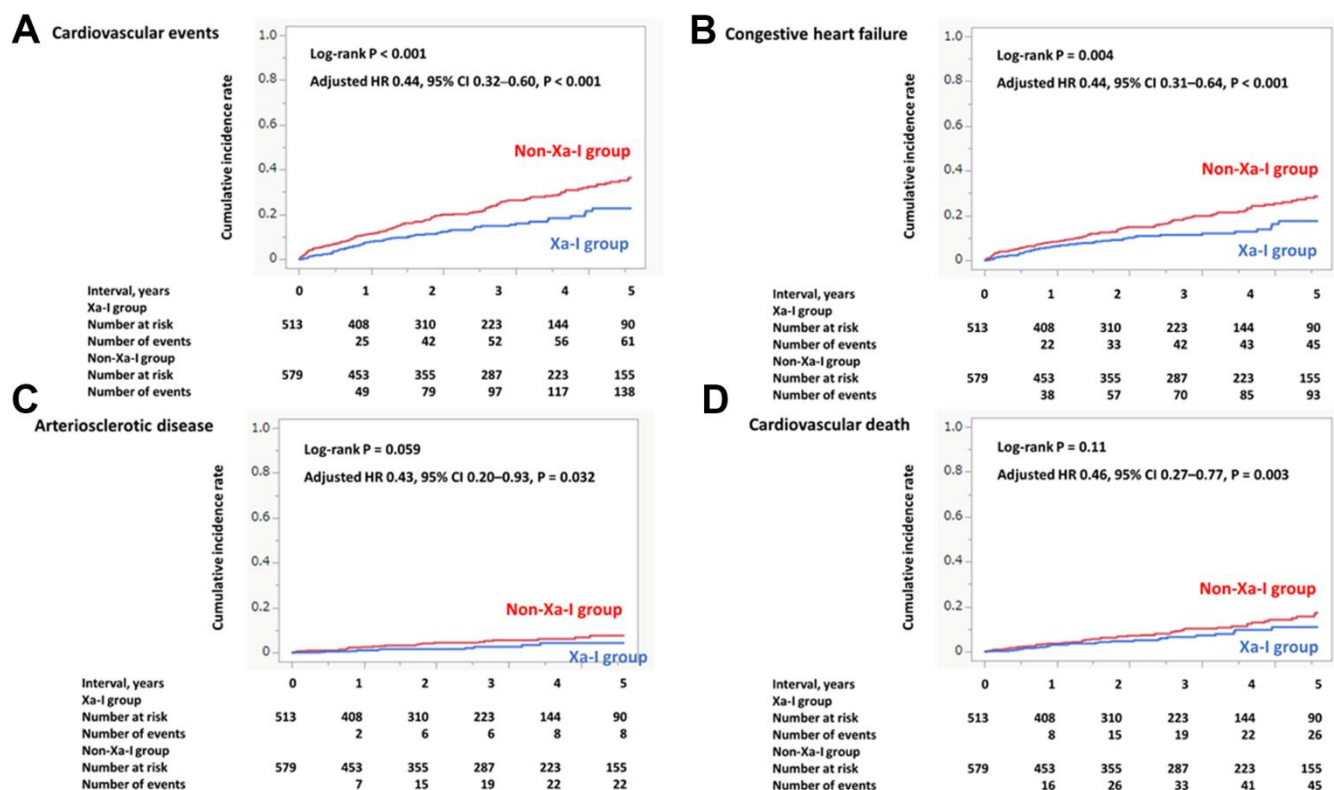 A Cardiovascular events
Cumulative incidence rate
1.0
0.8
0.6
0.4
0.2
0
Log-rank P < 0.001
Adjusted HR 0.44, 95% CI 0.32–0.60, P < 0.001
Non-Xa-I group
Xa-I group
Interval, years 0 1 2 3 4 5
Xa-I group
Number at risk 513 408 310 223 144 90
Number of events 25 42 52 56 61
Non-Xa-I group
Number at risk 579 453 355 287 223 155
Number of events 49 79 97 117 138
B Congestive heart failure
Cumulative incidence rate
1.0
0.8
0.6
0.4
0.2
0
Log-rank P = 0.004
Adjusted HR 0.44, 95% CI 0.31–0.64, P < 0.001
Non-Xa-I group
Xa-I group
Interval, years 0 1 2 3 4 5
Xa-I group
Number at risk 513 408 310 223 144 90
Number of events 22 33 42 43 45
Non-Xa-I group
Number at risk 579 453 355 287 223 155
Number of events 38 57 70 85 93
C Arteriosclerotic disease
Cumulative incidence rate
1.0
0.8
0.6
0.4
0.2
0
Log-rank P = 0.059
Adjusted HR 0.43, 95% CI 0.20–0.93, P = 0.032
Non-Xa-I group
Xa-I group
Interval, years 0 1 2 3 4 5
Xa-I group
Number at risk 513 408 310 223 144 90
Number of events 2 6 6 8 8
Non-Xa-I group
Number at risk 579 453 355 287 223 155
Number of events 7 15 19 22 22
D Cardiovascular death
Cumulative incidence rate
1.0
0.8
0.6
0.4
0.2
0
Log-rank P = 0.11
Adjusted HR 0.46, 95% CI 0.27–0.77, P = 0.003
Non-Xa-I group
Xa-I group
Interval, years 0 1 2 3 4 5
Xa-I group
Number at risk 513 408 310 223 144 90
Number of events 8 15 19 22 26
Non-Xa-I group
Number at risk 579 453 355 287 223 155
Number of events 16 26 33 41 45